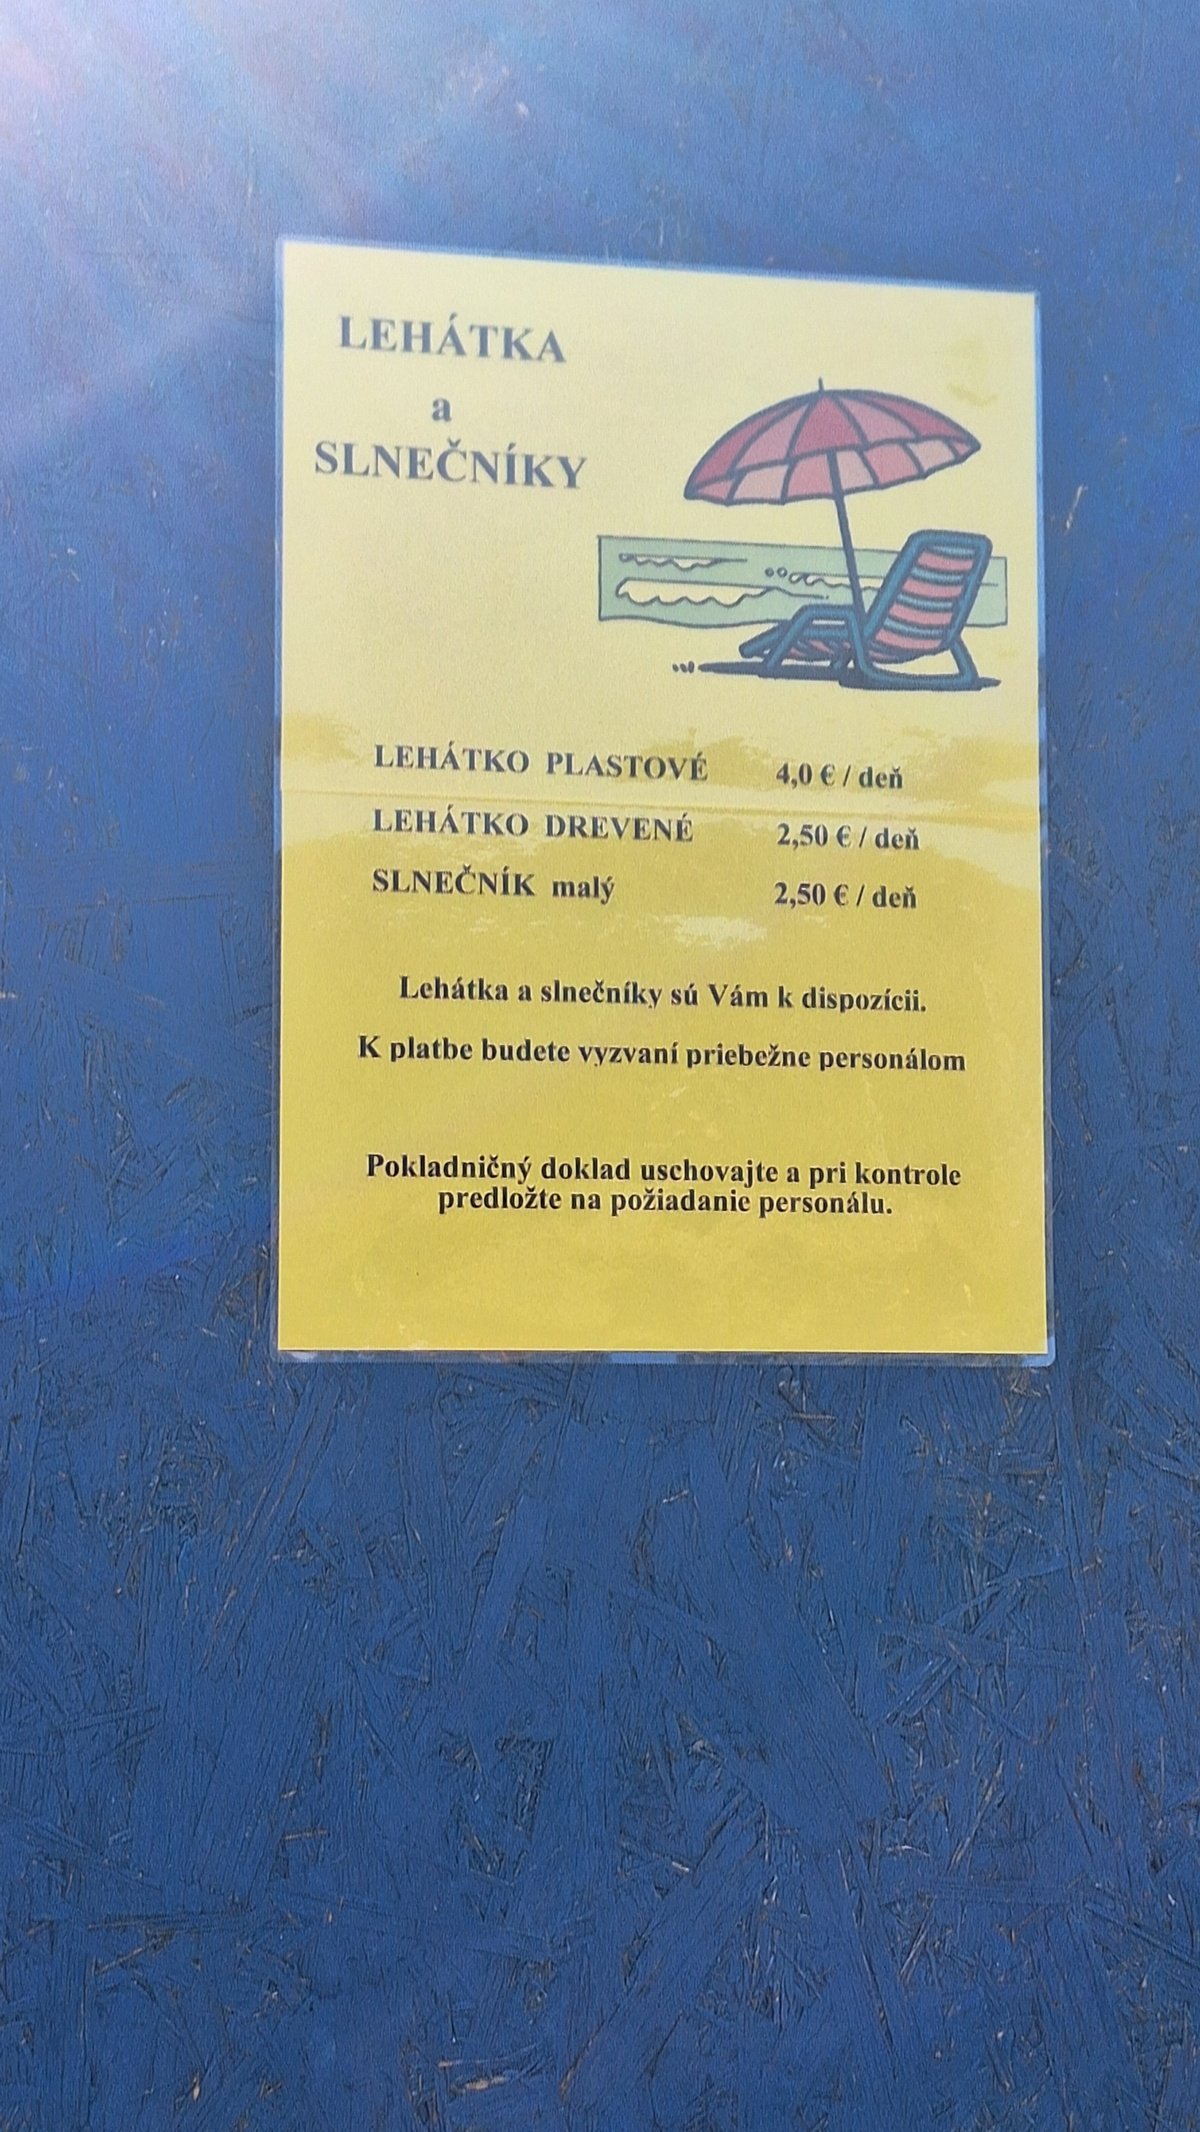 LEHÁTKA
a
SLNEČNÍKY
LEHÁTKO PLASTOVÉ 4,0 € / deň
LEHÁTKO DREVENÉ 2,50 € / deň
SLNEČNÍK malý 2,50 € / deň
Lehátka a slnečníky sú Vám k dispozícii.
K platbe budete vyzvaní priebežne personálom
Pokladničný doklad uschovajte a pri kontrole
predložte na požiadanie personálu.